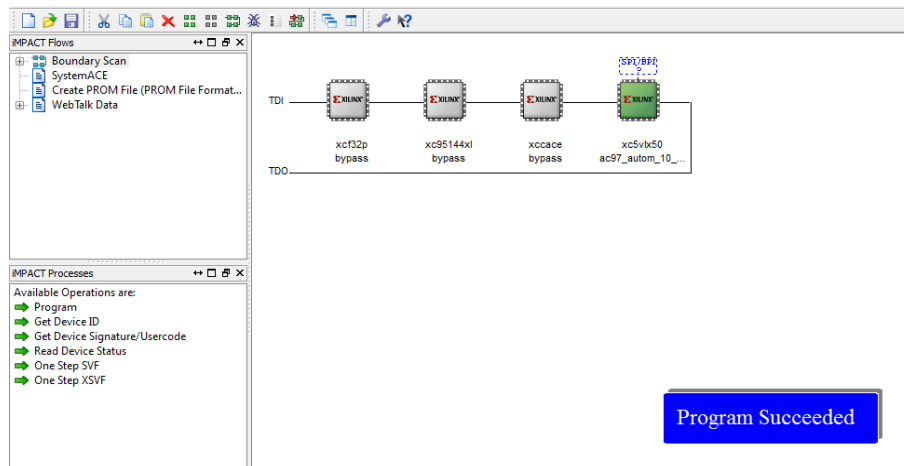 iMPACT Flows
Boundary Scan
SystemACE
Create PROM File (PROM File Format...
WebTalk Data
iMPACT Processes
Available Operations are:
Program
Get Device ID
Get Device Signature/Usercode
Read Device Status
One Step SVF
One Step XSVF
SPI/BPI
?
TDI
XILINX XILINX XILINX XILINX
xcf32p xc95144xl xccace xc5vlx50
bypass bypass bypass ac97_autom_10_...
TDO
Program Succeeded